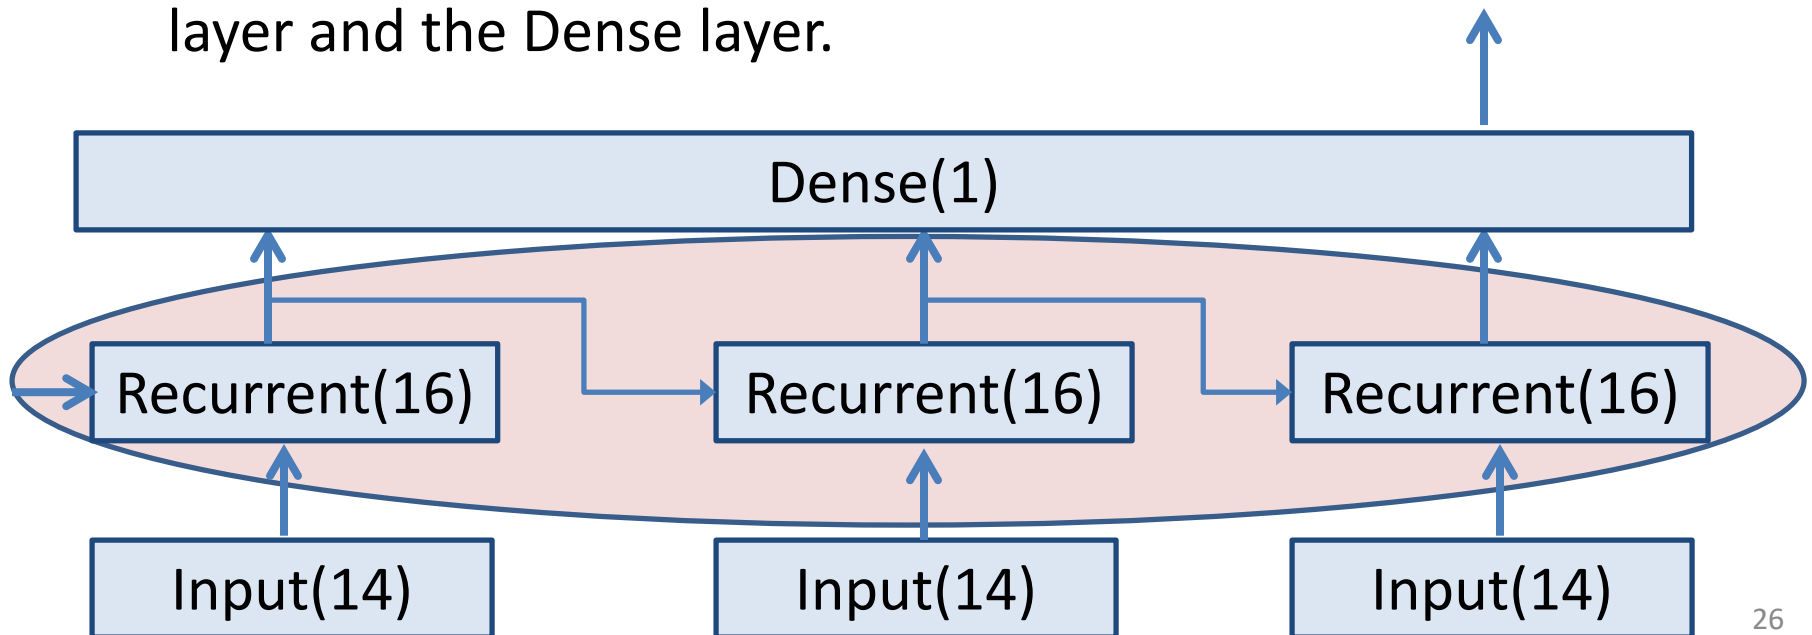 layer and the Dense layer.
Dense(1)
Recurrent(16) Recurrent(16) Recurrent(16)
Input(14) Input(14) Input(14)
26